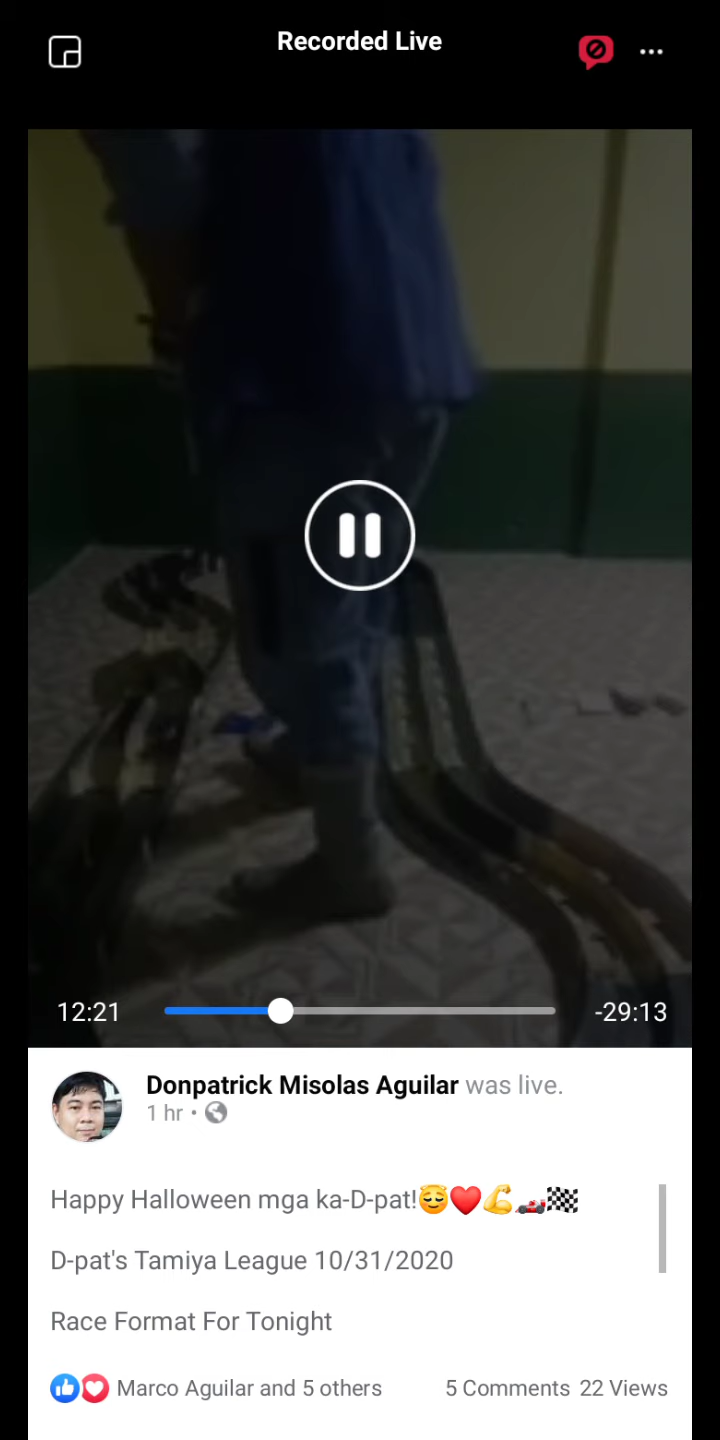 Recorded Live
12:21
-29:13
Donpatrick Misolas Aguilar was live.
1 hr •
Happy Halloween mga ka-D-pat!😇❤️💪🏎️🏁
D-pat's Tamiya League 10/31/2020
Race Format For Tonight
Marco Aguilar and 5 others 5 Comments 22 Views